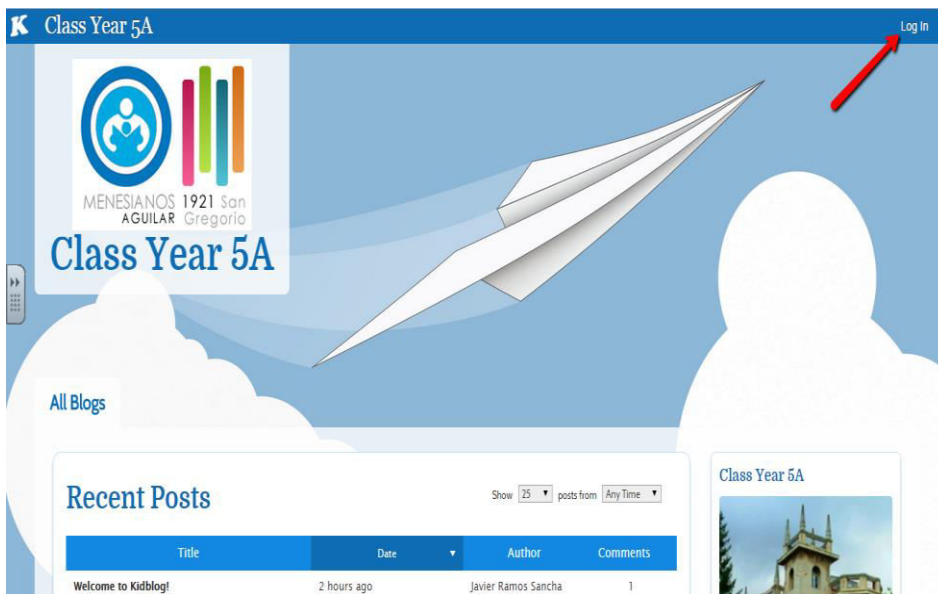 K Class Year 5A
Log In
MENESIANOS 1921 San
AGUILAR Gregorio
Class Year 5A
All Blogs
Recent Posts
Show 25 posts from Any Time
Class Year 5A
Title Date Author Comments
Welcome to Kidblog! 2 hours ago Javier Ramos Sancha 1